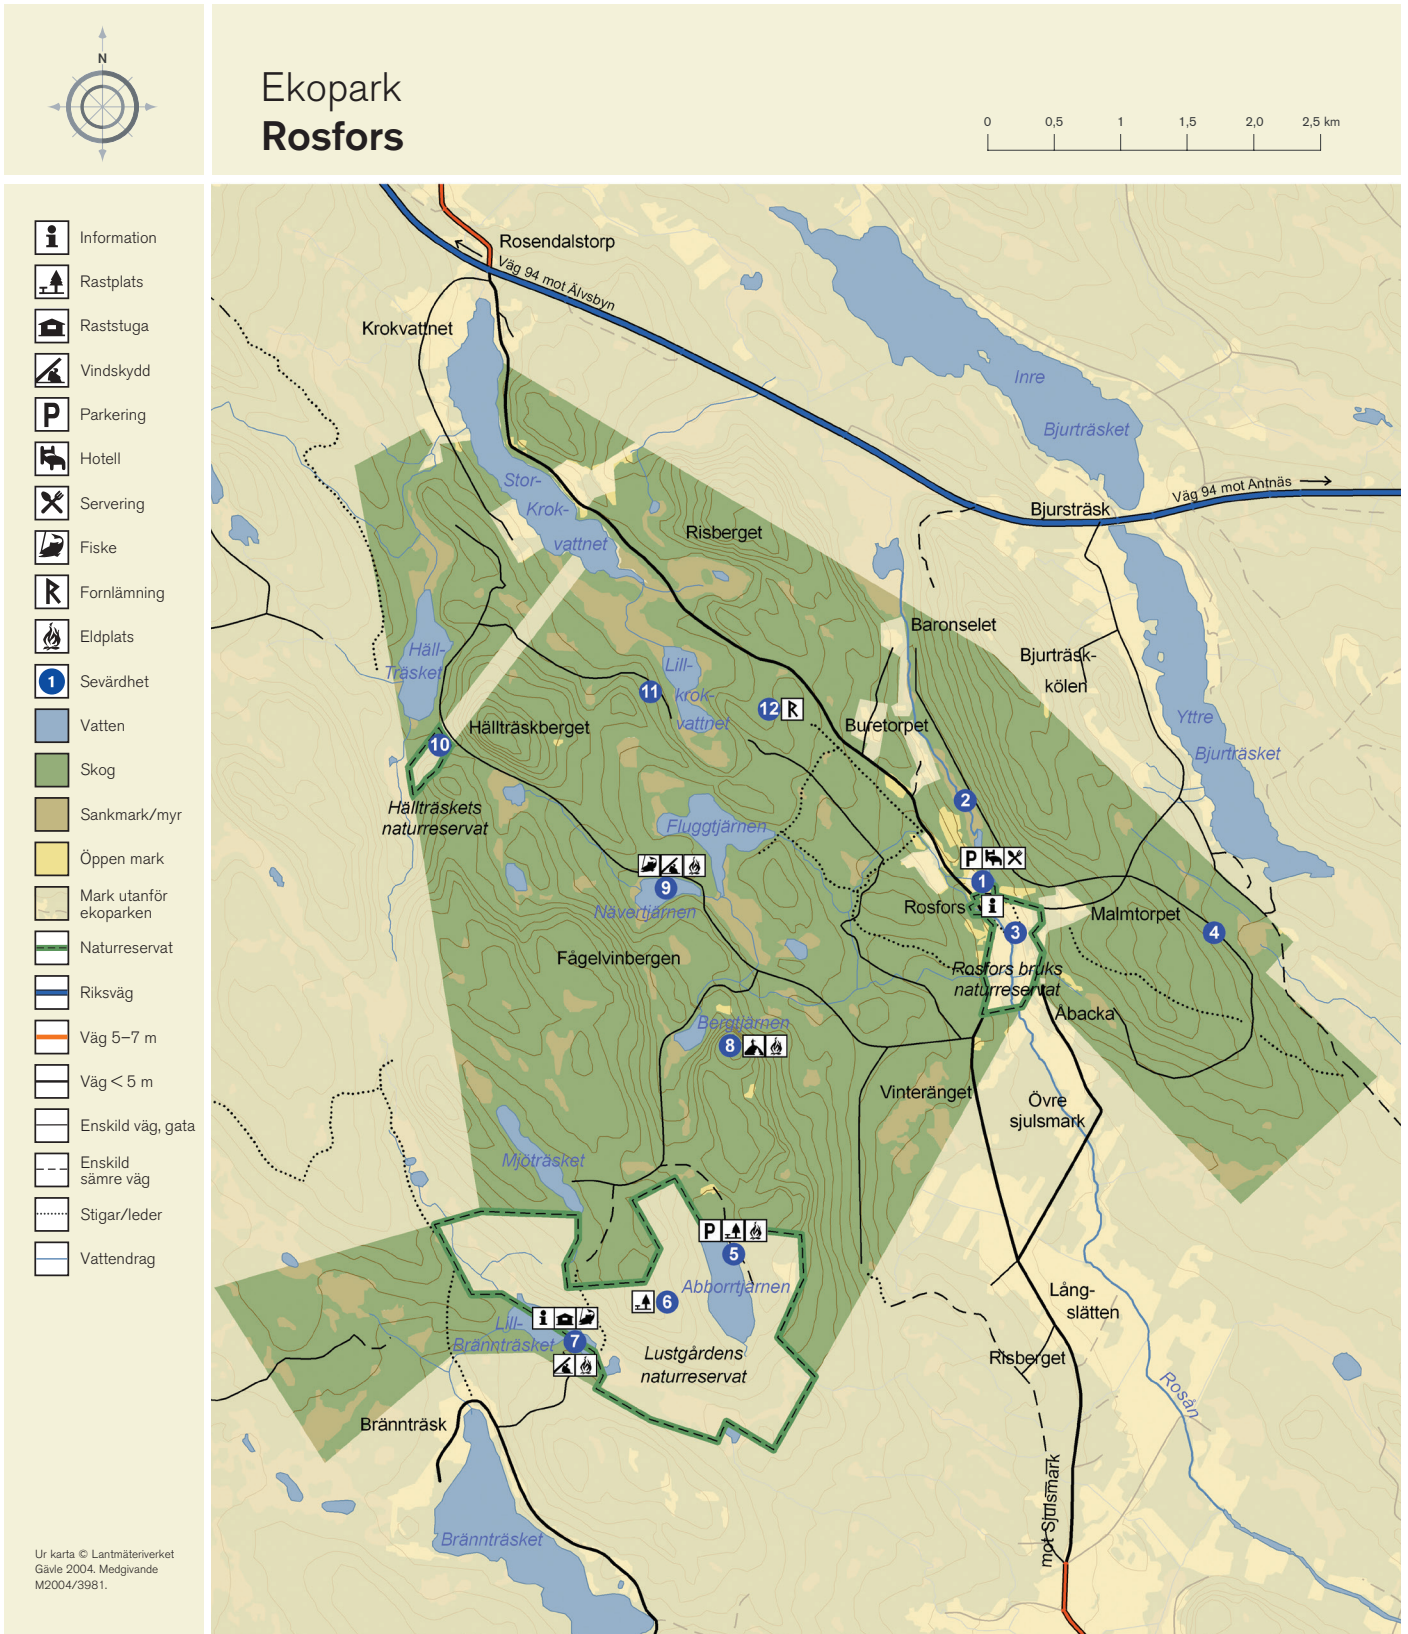 N
Ekopark
Rosfors
0 0,5 1 1,5 2,0 2,5 km
Information
Rastplats
Raststuga
Vindskydd
P Parkering
Hotell
Servering
Fiske
R Fornlämning
Eldplats
1 Sevärdhet
Vatten
Skog
Sankmark/myr
Öppen mark
Mark utanför
ekoparken
Naturreservat
Riksväg
Väg 5–7 m
Väg < 5 m
Enskild väg, gata
Enskild
sämre väg
Stigar/leder
Vattendrag
Ur karta © Lantmäteriverket
Gävle 2004. Medgivande
M2004/3981.
Rosendalstorp
Väg 94 mot Älvsbyn
Krokvattnet
Inre
Bjurträsket
Stor-
Krok-
vattnet
Väg 94 mot Antnäs
Bjursträsk
Risberget
Baronselet
Häll-
Träsket
Bjurträsk-
kölen
Lill-
krok-
vattnet
11
12 R
Yttre
Bjurträsket
Hällträskberget
Buretorpet
10
Hällträskets
naturreservat
2
Fluggtjärnen
P
1
9
Nävertjärnen
Rosfors
Malmtorpet
3
4
Fågelvinbergen
Rosfors bruks
naturreservat
Åbacka
Bergtjärnen
8
Vinteränget
Övre
sjulsmark
Mjöträsket
P
5
Abborrtjärnen
6
Lång-
slätten
Lill-
Brännträsket
7
Lustgårdens
naturreservat
Risberget
Rosån
Brännträsk
mot Sjulsmark
Brännträsket